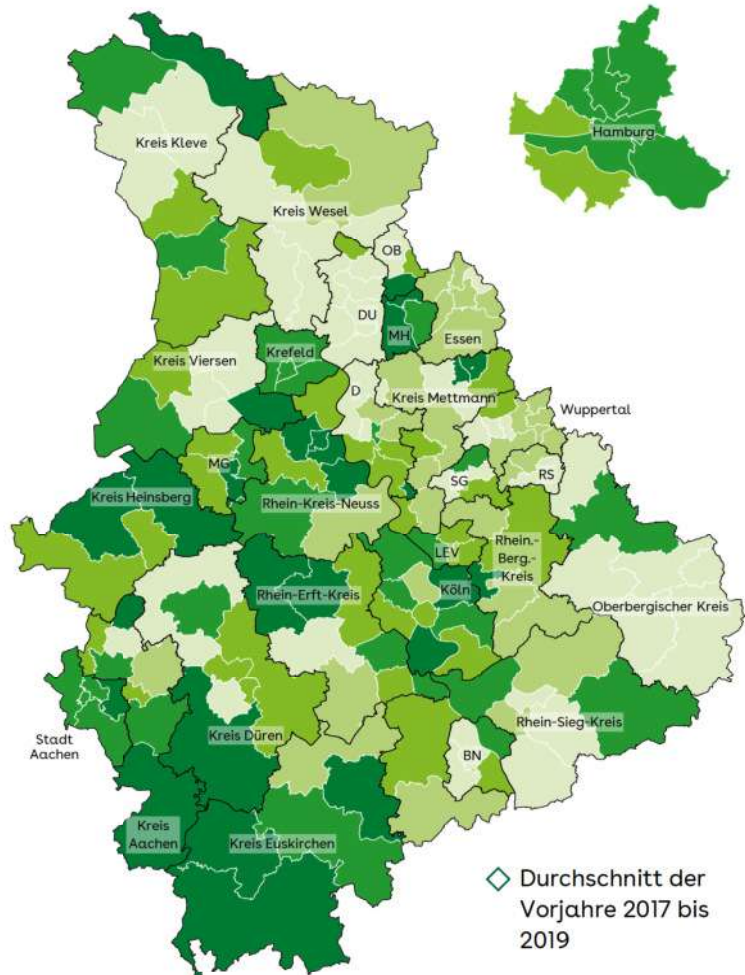 Hamburg
Kreis Kleve
Kreis Wesel
OB
DU
MH
Essen
Krefeld
Kreis Viersen
D
Kreis Mettmann
Wuppertal
MG
SG
RS
Kreis Heinsberg
Rhein-Kreis-Neuss
LEV
Rhein.-
Berg.-
Kreis
Rhein-Erft-Kreis
Köln
Oberbergischer Kreis
Stadt
Aachen
Kreis Düren
BN
Rhein-Sieg-Kreis
Kreis
Aachen
Kreis Euskirchen
Durchschnitt der
Vorjahre 2017 bis
2019